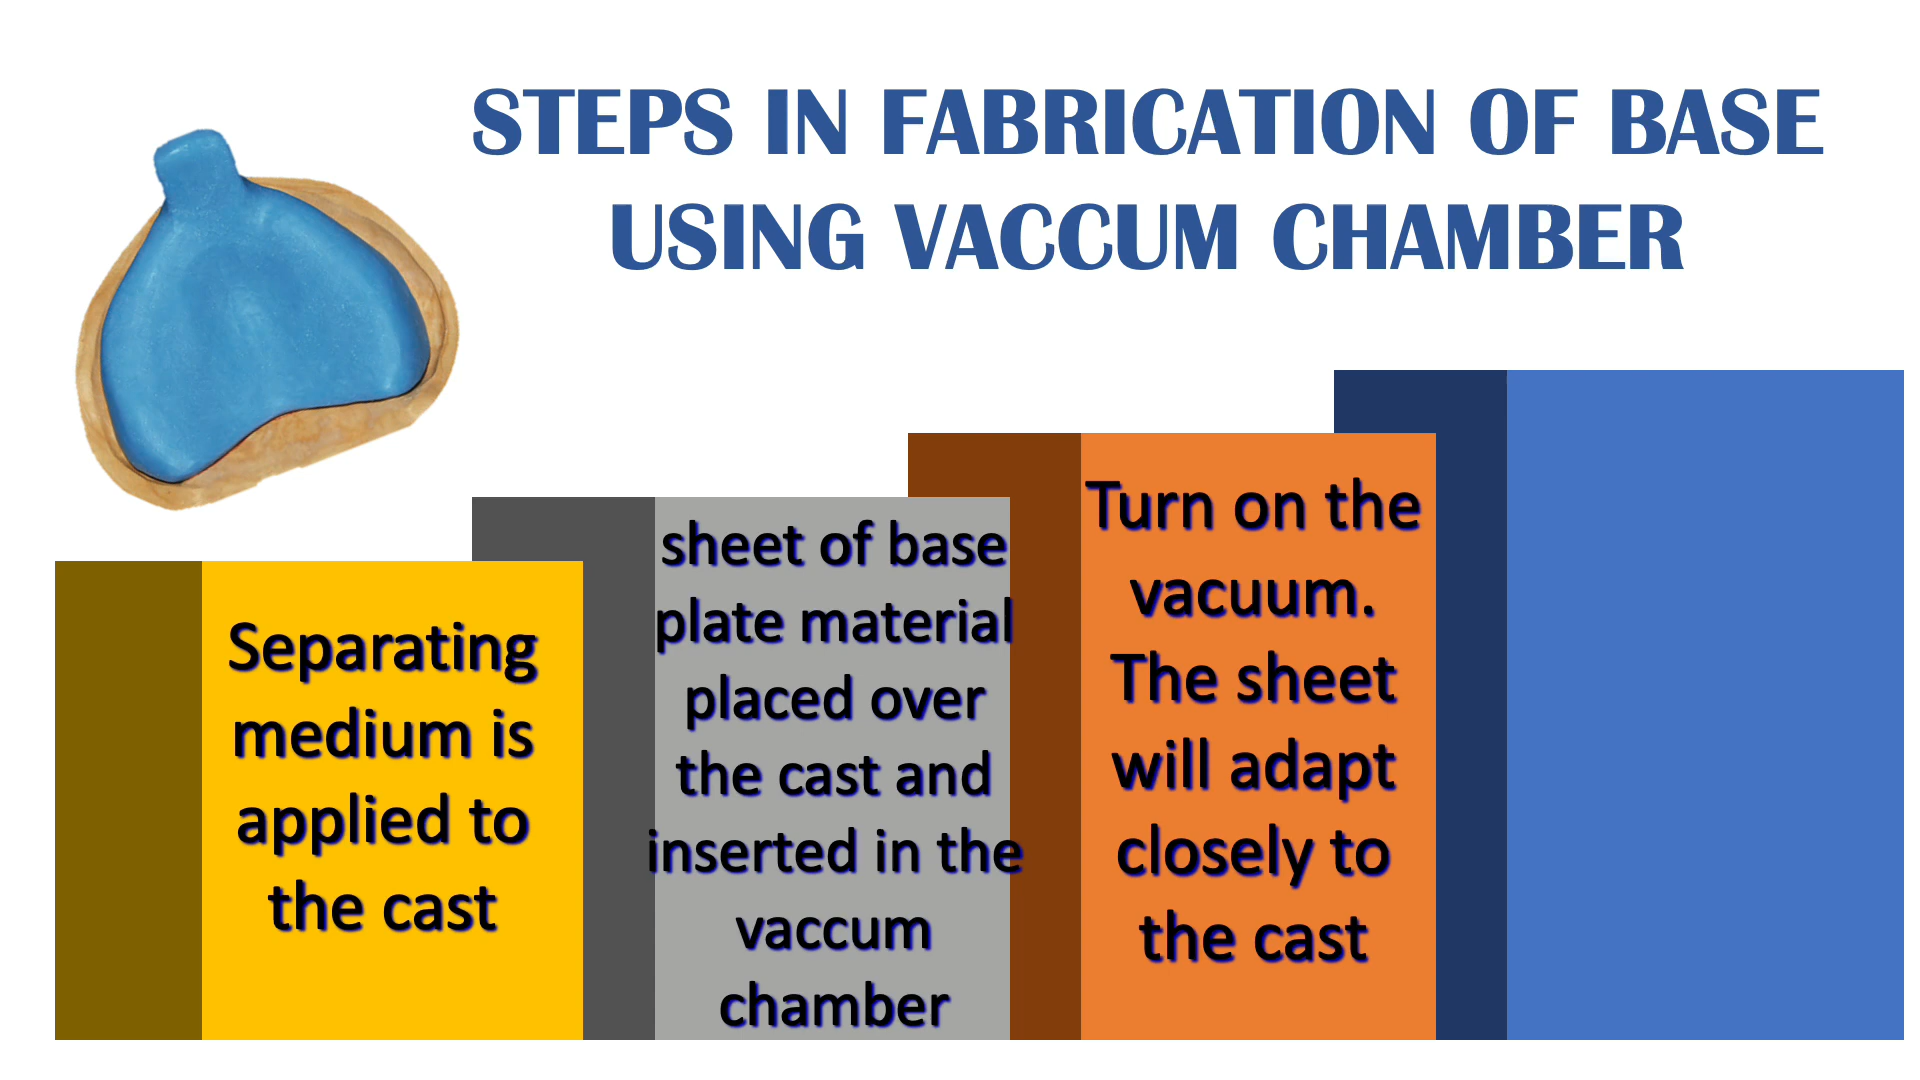 STEPS IN FABRICATION OF BASE
USING VACCUM CHAMBER
Separating
medium is
applied to
the cast
sheet of base
plate material
placed over
the cast and
inserted in the
vaccum
chamber
Turn on the
vacuum.
The sheet
will adapt
closely to
the cast